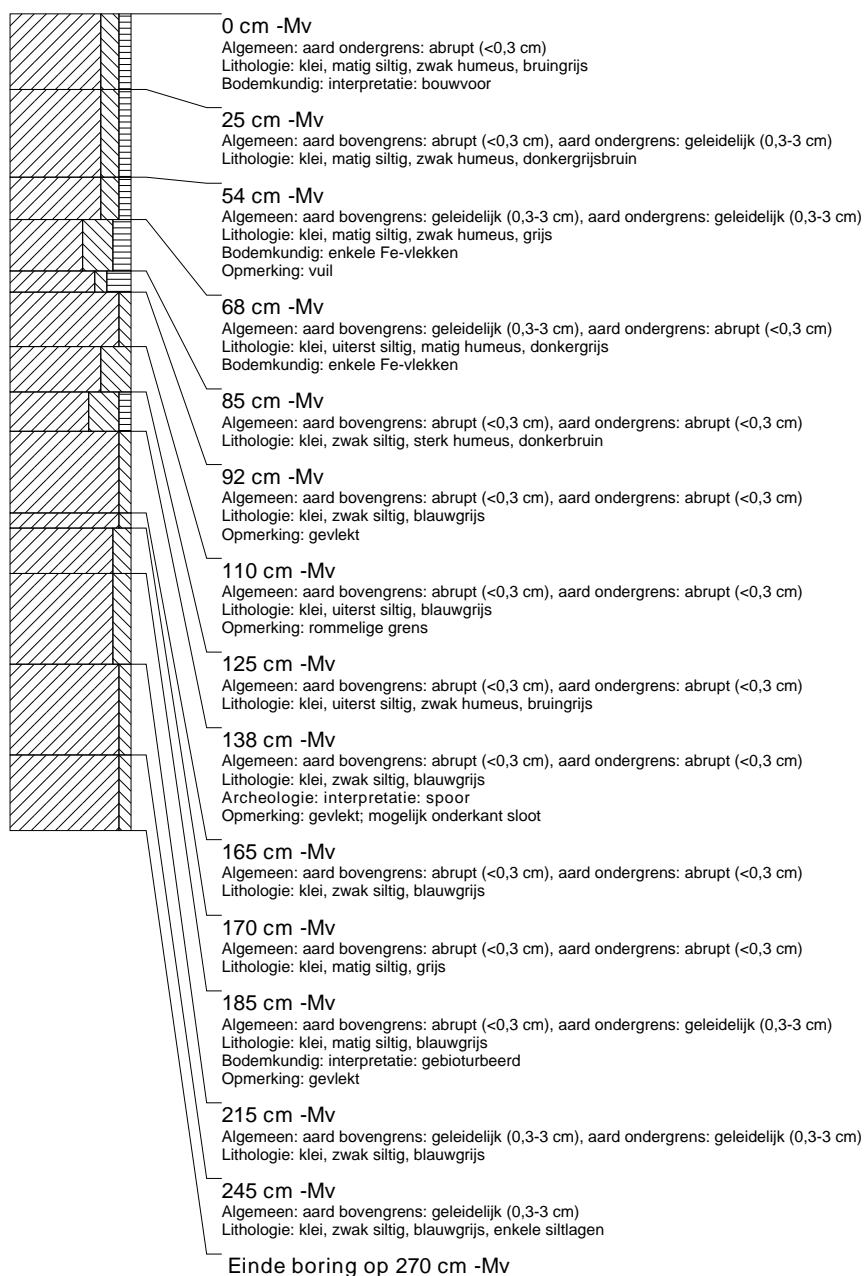 0 cm -Mv
Algemeen: aard ondergrens: abrupt (<0,3 cm)
Lithologie: klei, matig siltig, zwak humeus, bruingrijs
Bodemkundig: interpretatie: bouwvoor
25 cm -Mv
Algemeen: aard bovengrens: abrupt (<0,3 cm), aard ondergrens: geleidelijk (0,3-3 cm)
Lithologie: klei, matig siltig, zwak humeus, donkergrijsbruin
54 cm -Mv
Algemeen: aard bovengrens: geleidelijk (0,3-3 cm), aard ondergrens: geleidelijk (0,3-3 cm)
Lithologie: klei, matig siltig, zwak humeus, grijs
Bodemkundig: enkele Fe-vlekken
Opmerking: vuil
68 cm -Mv
Algemeen: aard bovengrens: geleidelijk (0,3-3 cm), aard ondergrens: abrupt (<0,3 cm)
Lithologie: klei, uiterst siltig, matig humeus, donkergrijs
Bodemkundig: enkele Fe-vlekken
85 cm -Mv
Algemeen: aard bovengrens: abrupt (<0,3 cm), aard ondergrens: abrupt (<0,3 cm)
Lithologie: klei, zwak siltig, sterk humeus, donkerbruin
92 cm -Mv
Algemeen: aard bovengrens: abrupt (<0,3 cm), aard ondergrens: abrupt (<0,3 cm)
Lithologie: klei, zwak siltig, blauwgrijs
Opmerking: gevlekt
110 cm -Mv
Algemeen: aard bovengrens: abrupt (<0,3 cm), aard ondergrens: abrupt (<0,3 cm)
Lithologie: klei, uiterst siltig, blauwgrijs
Opmerking: rommelige grens
125 cm -Mv
Algemeen: aard bovengrens: abrupt (<0,3 cm), aard ondergrens: abrupt (<0,3 cm)
Lithologie: klei, uiterst siltig, zwak humeus, bruingrijs
138 cm -Mv
Algemeen: aard bovengrens: abrupt (<0,3 cm), aard ondergrens: abrupt (<0,3 cm)
Lithologie: klei, zwak siltig, blauwgrijs
Archeologie: interpretatie: spoor
Opmerking: gevlekt; mogelijk onderkant sloot
165 cm -Mv
Algemeen: aard bovengrens: abrupt (<0,3 cm), aard ondergrens: abrupt (<0,3 cm)
Lithologie: klei, zwak siltig, blauwgrijs
170 cm -Mv
Algemeen: aard bovengrens: abrupt (<0,3 cm), aard ondergrens: abrupt (<0,3 cm)
Lithologie: klei, matig siltig, grijs
185 cm -Mv
Algemeen: aard bovengrens: abrupt (<0,3 cm), aard ondergrens: geleidelijk (0,3-3 cm)
Lithologie: klei, matig siltig, blauwgrijs
Bodemkundig: interpretatie: gebioturbeerd
Opmerking: gevlekt
215 cm -Mv
Algemeen: aard bovengrens: geleidelijk (0,3-3 cm), aard ondergrens: geleidelijk (0,3-3 cm)
Lithologie: klei, zwak siltig, blauwgrijs
245 cm -Mv
Algemeen: aard bovengrens: geleidelijk (0,3-3 cm)
Lithologie: klei, zwak siltig, blauwgrijs, enkele siltlagen
Einde boring op 270 cm -Mv